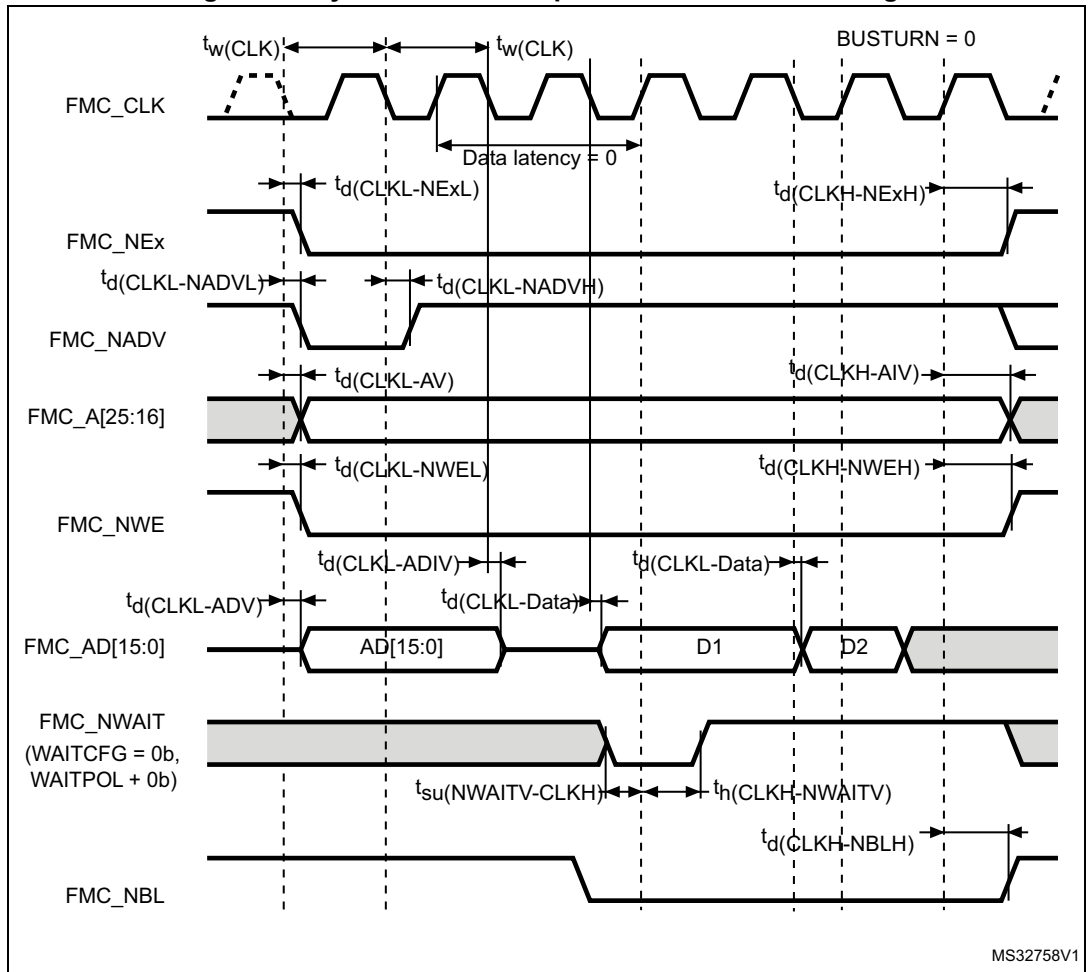 tw(CLK) tw(CLK) BUSTURN = 0
FMC_CLK
Data latency = 0
td(CLKL-NExL) td(CLKH-NExH)
FMC_NEx
td(CLKL-NADVL) td(CLKL-NADVH)
FMC_NADV
td(CLKL-AV) td(CLKH-AIV)
FMC_A[25:16]
td(CLKL-NWEL) td(CLKH-NWEH)
FMC_NWE
td(CLKL-ADIV) td(CLKL-Data)
td(CLKL-ADV) td(CLKL-Data)
FMC_AD[15:0] AD[15:0] D1 D2
FMC_NWAIT
(WAITCFG = 0b,
WAITPOL + 0b)
tsu(NWAITV-CLKH) th(CLKH-NWAITV)
td(CLKH-NBLH)
FMC_NBL
MS32758V1